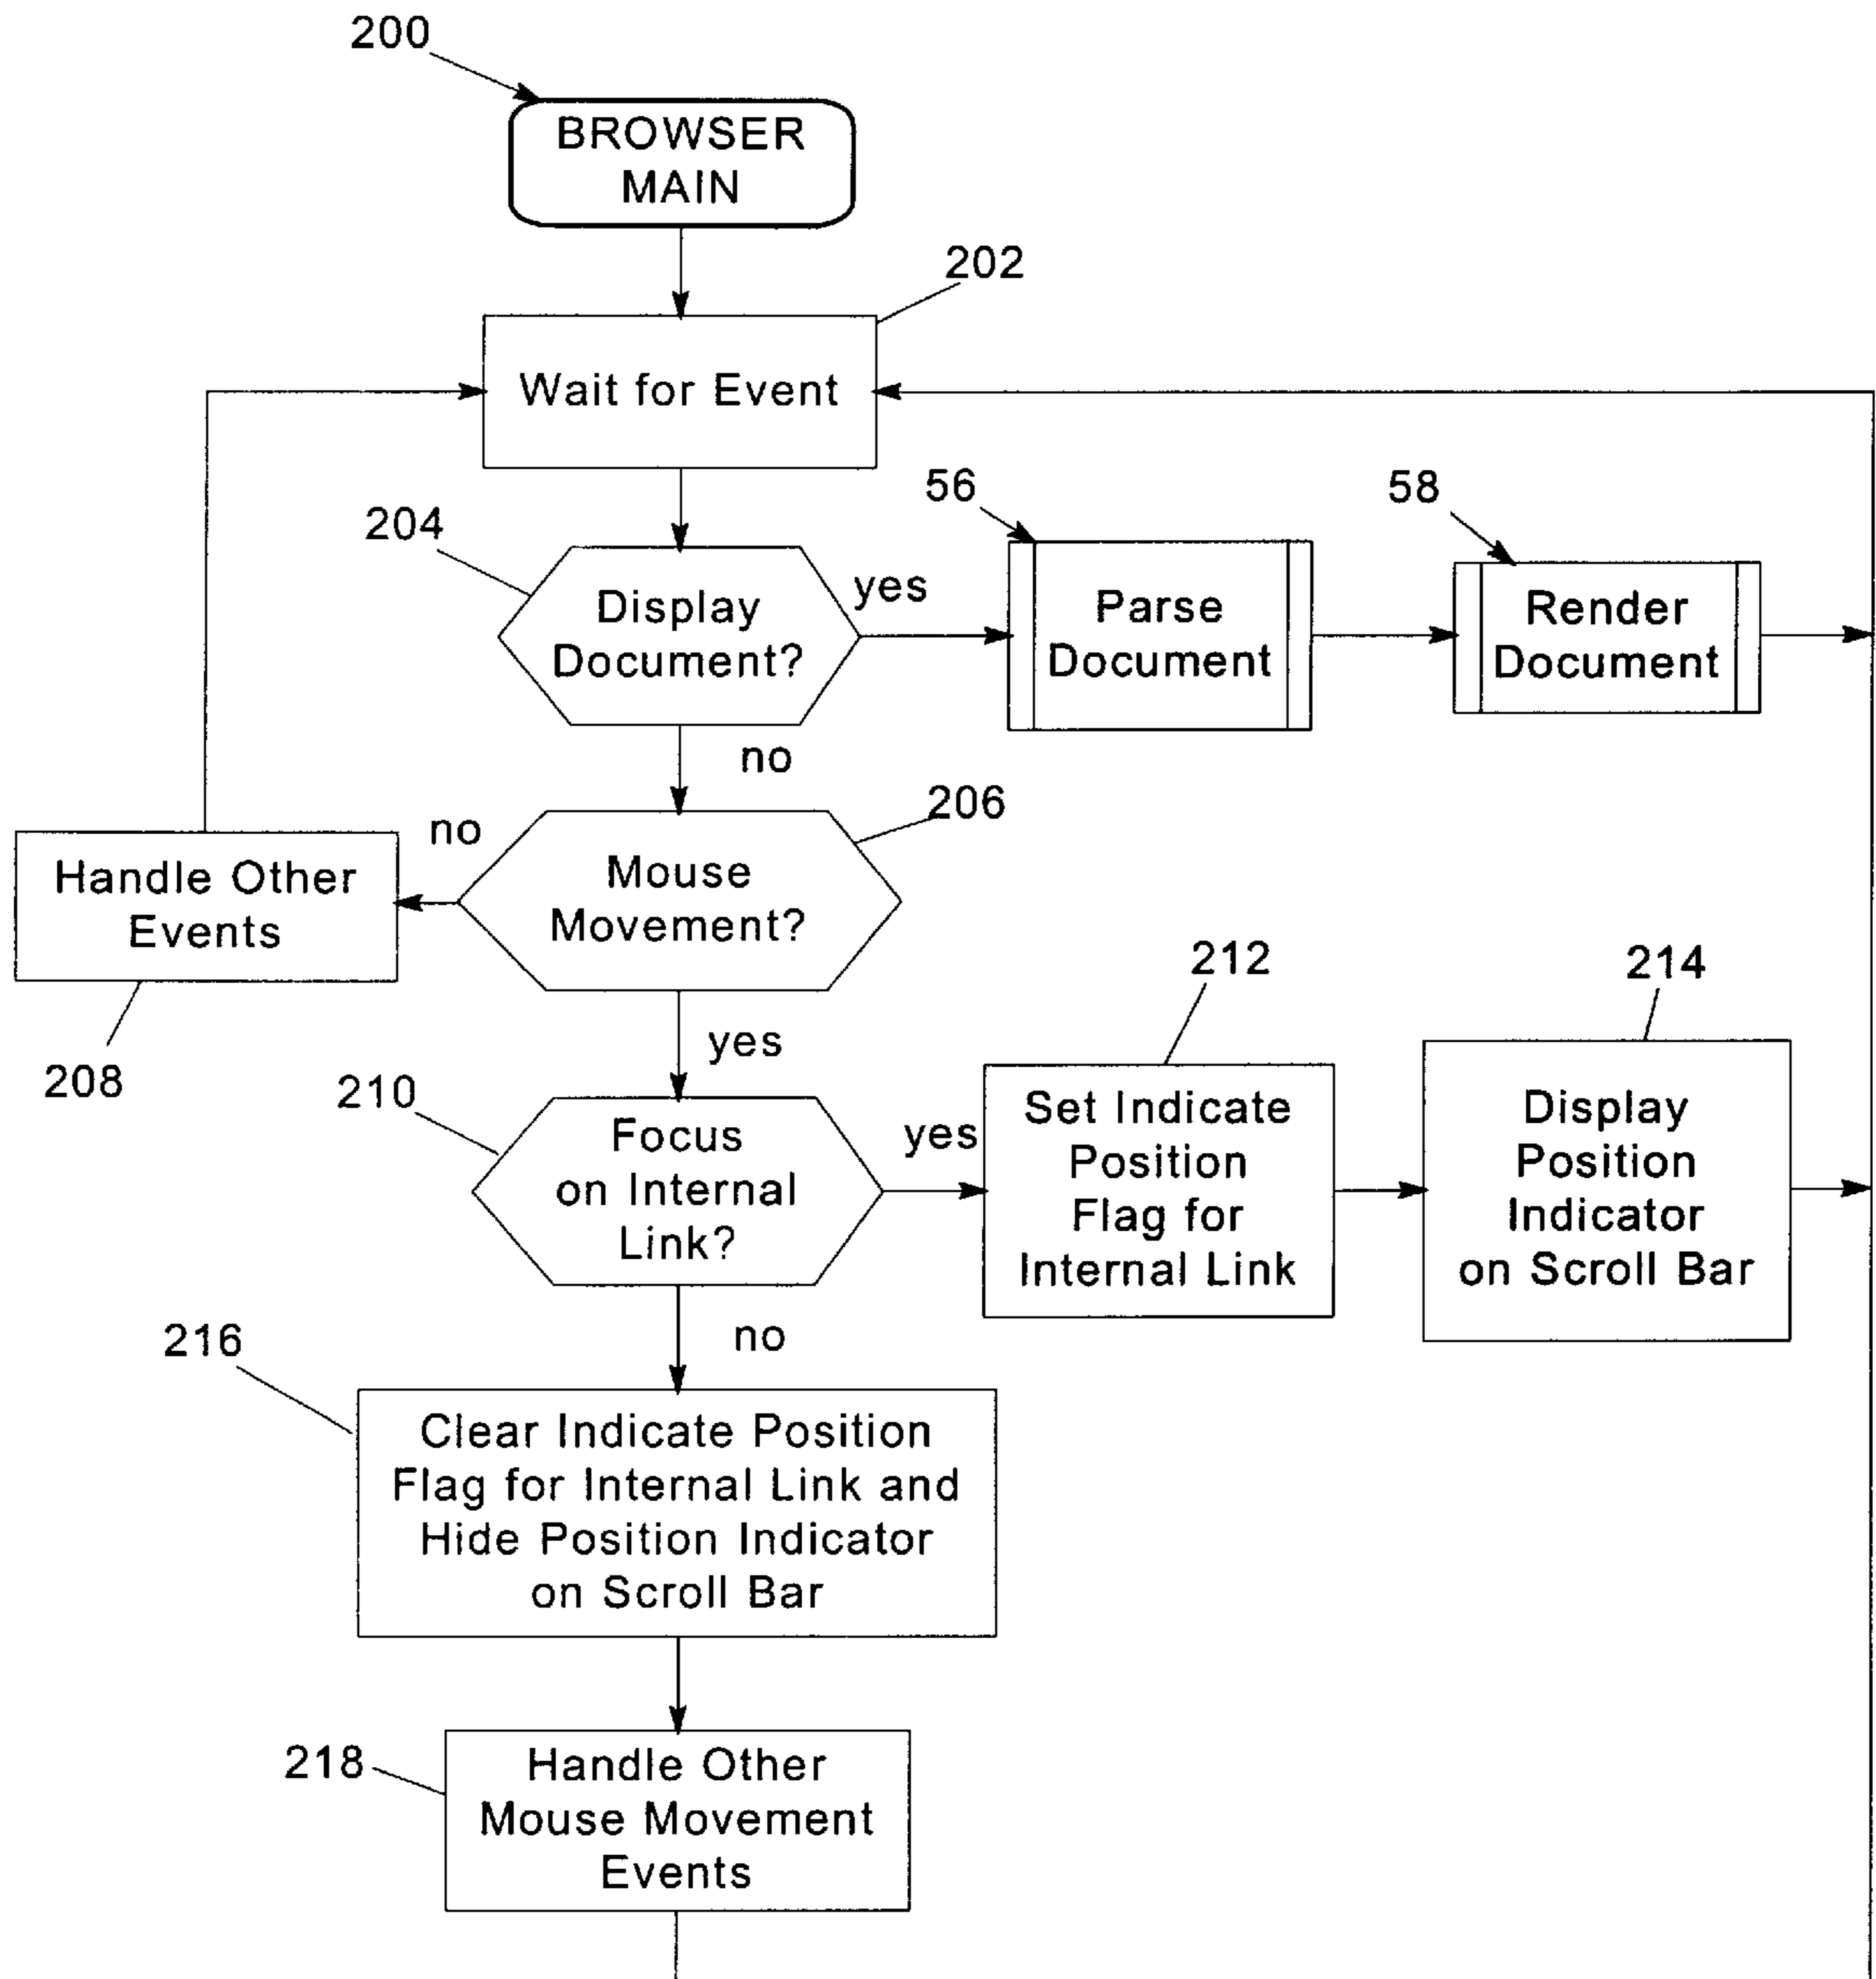 200
BROWSER
MAIN
202
Wait for Event
56
58
204
Display
Document?
yes
Parse
Document
Render
Document
no
206
no
Handle Other
Events
Mouse
Movement?
208
yes
212
214
210
Focus
on Internal
Link?
yes
Set Indicate
Position
Flag for
Internal Link
Display
Position
Indicator
on Scroll Bar
no
216
Clear Indicate Position
Flag for Internal Link and
Hide Position Indicator
on Scroll Bar
218
Handle Other
Mouse Movement
Events